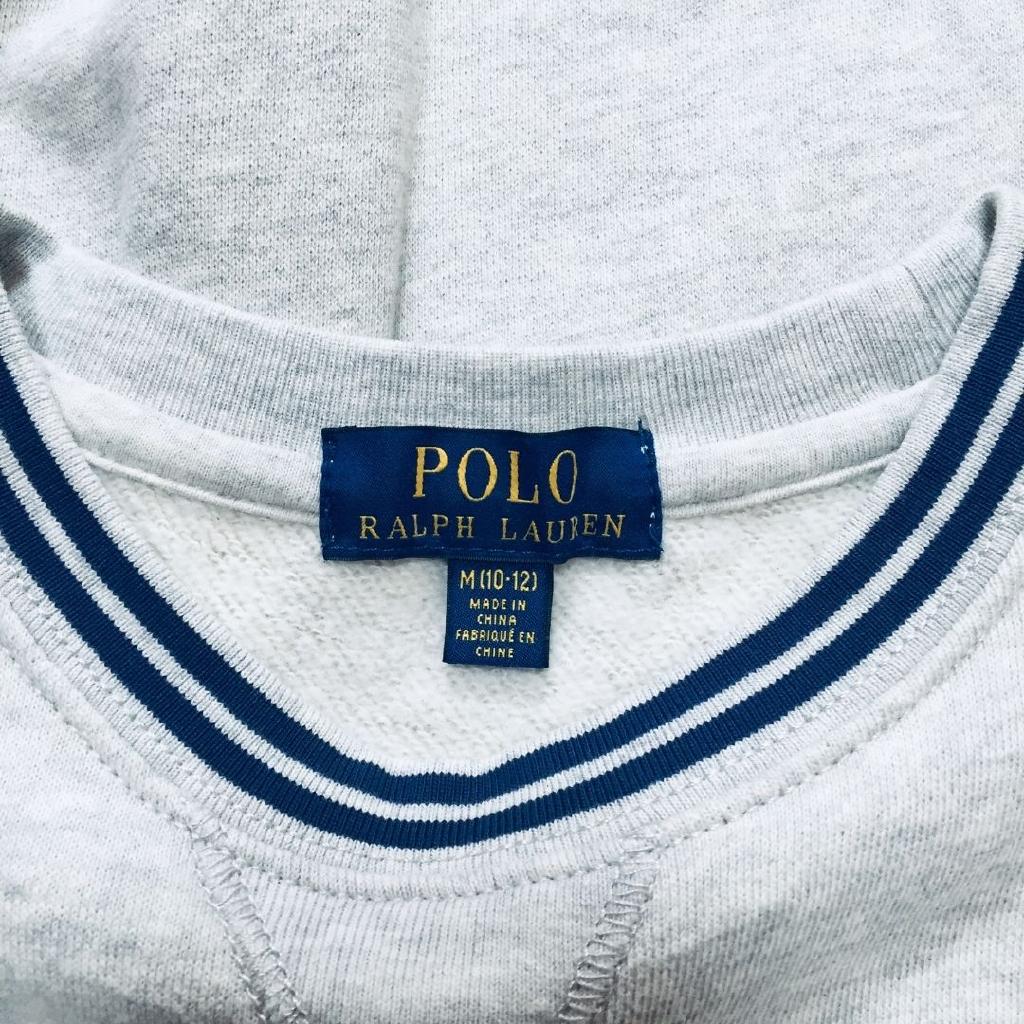 POLO
RALPH LAUREN
M (10-12)
MADE IN
CHINA
FABRIQUÉ EN
CHINE